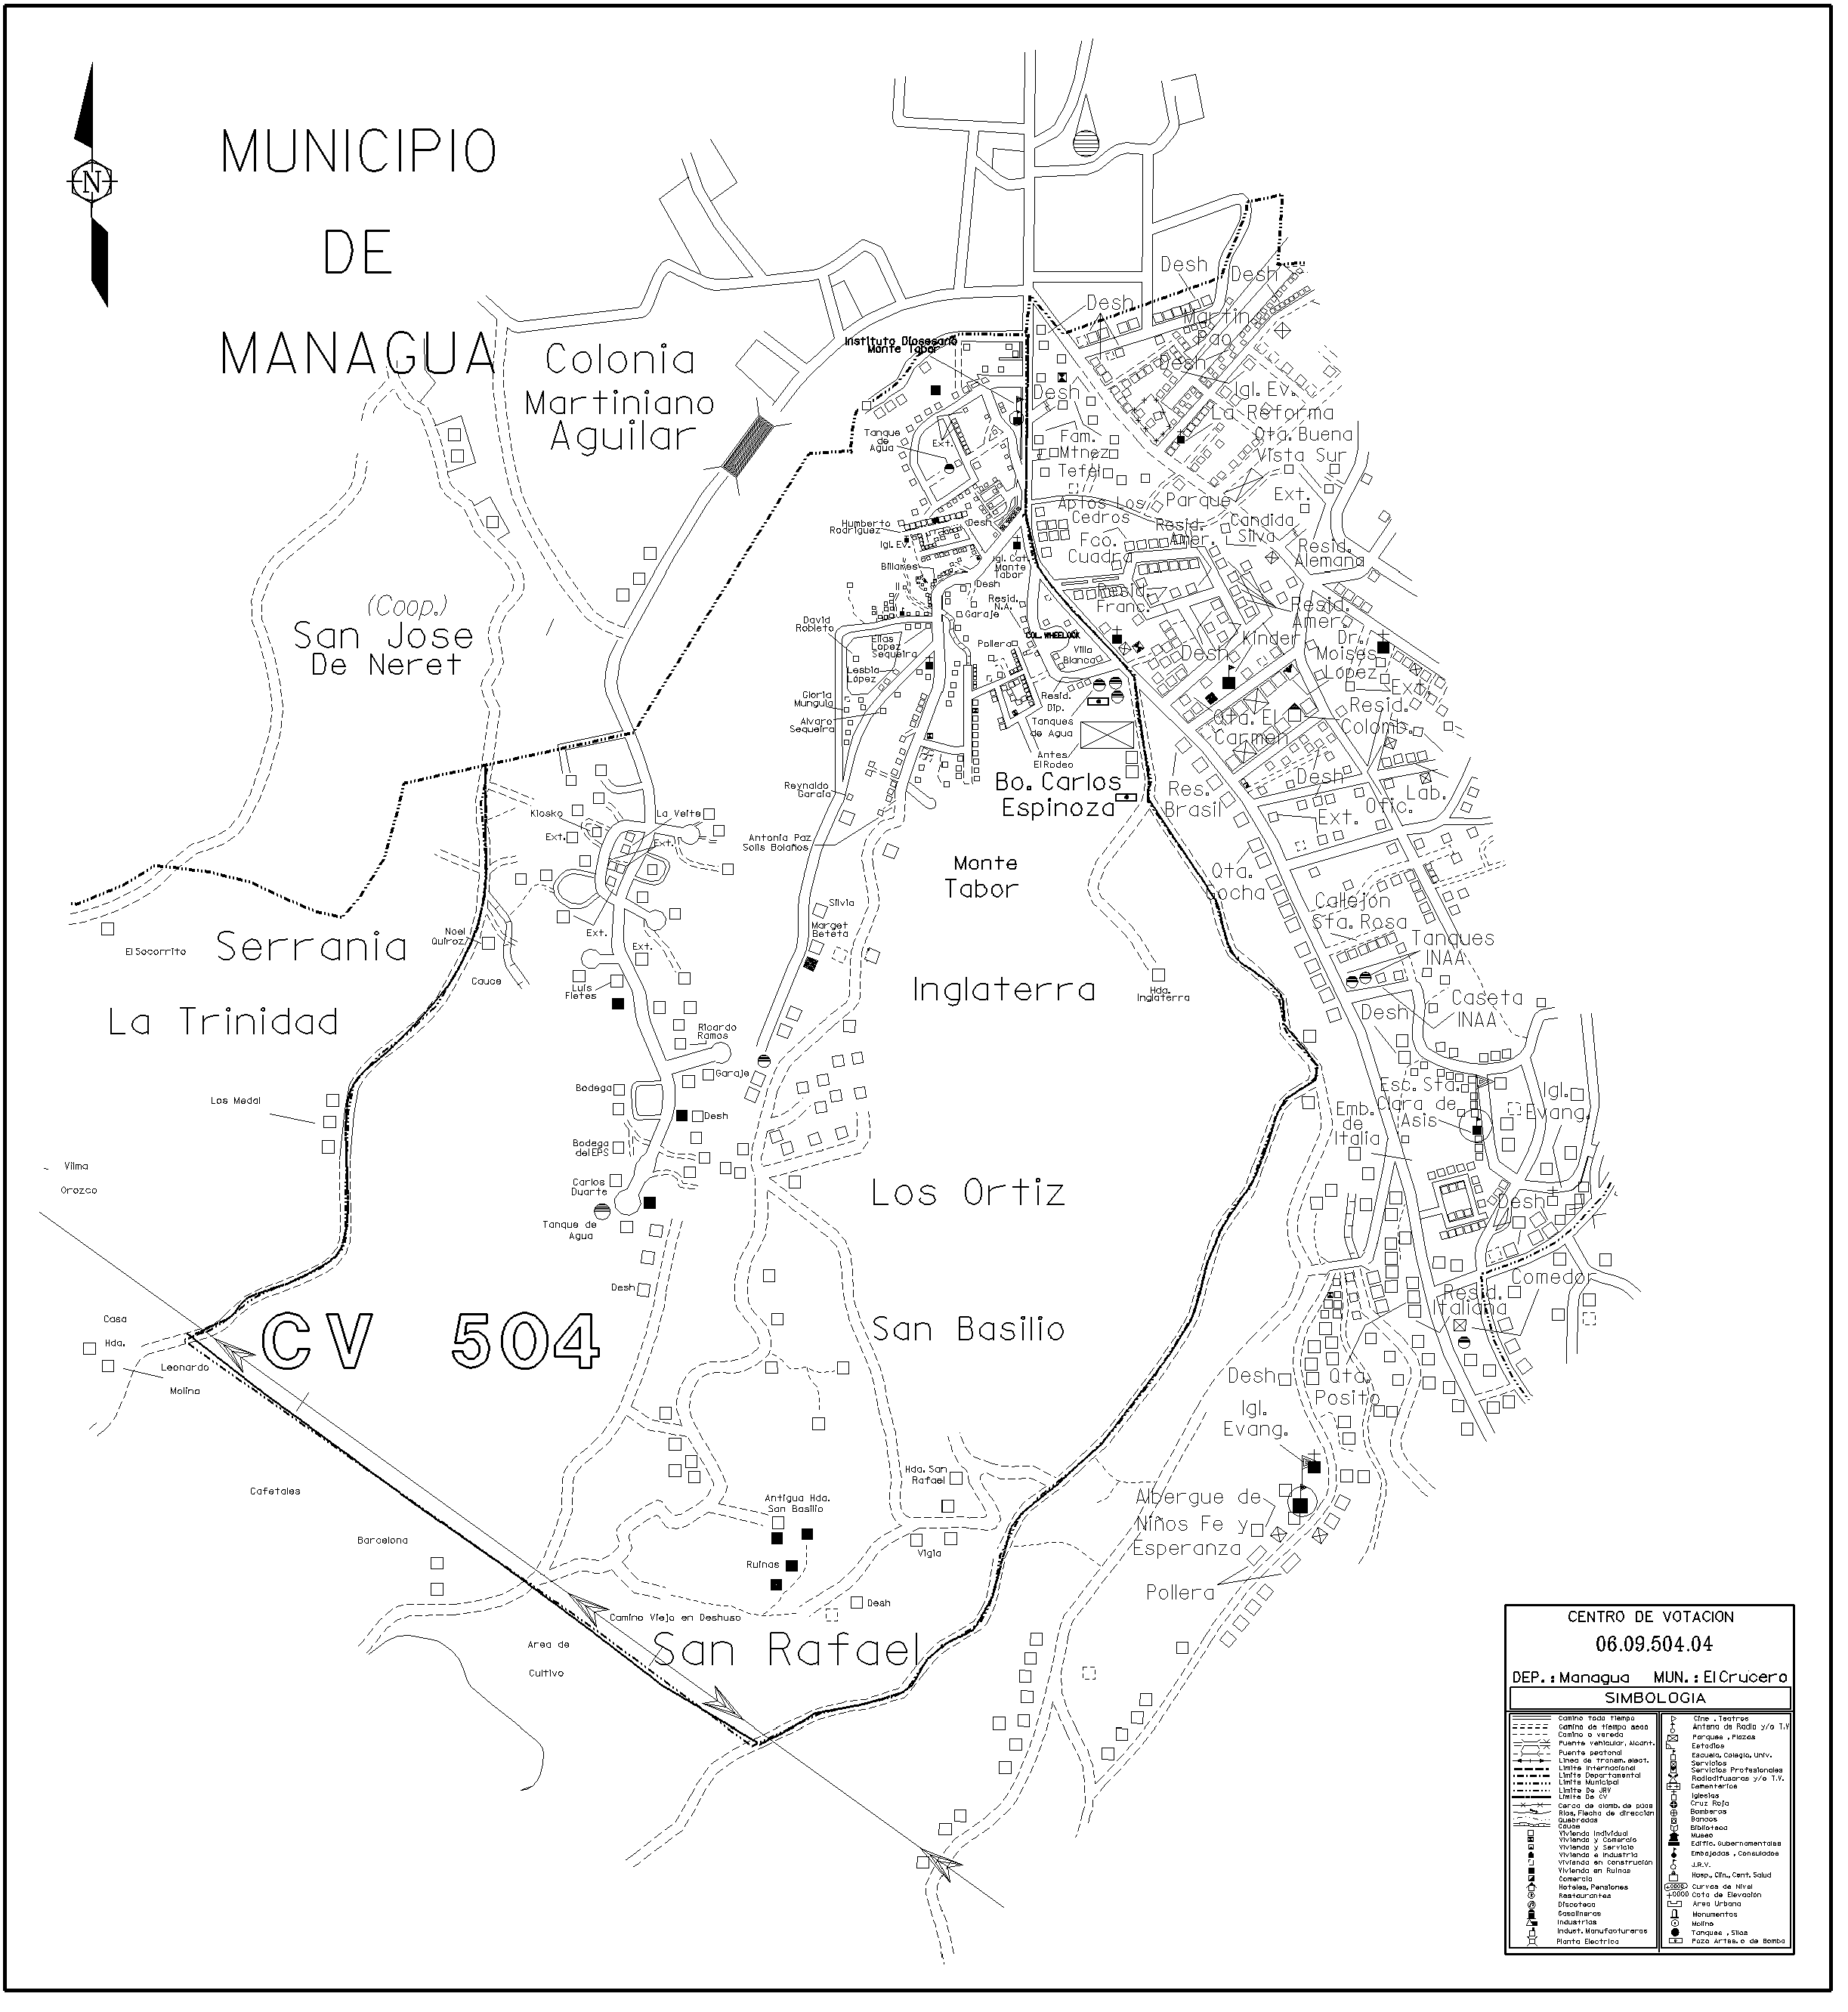 MUNICIPIO
DE
MANAGUA
N
Colonia
Martiniano
Aguilar
(Coop.)
San Jose
De Neret
Instituto Diosesano
Monte Tabor
Desh
Desh
Desh
Martin
Pao
Desh
Igl. Ev.
Desh
La Reforma
Fam.
Mtnez
Tefel
Qta. Buena
Vista Sur
Tanque
de
Agua
Ext.
Aptos Los
Cedros
Parque
Ext.
Humberto
Rodriguez
Desh
Igl. Ev.
Billares
Igl. Cat.
Monte
Tabor
Fco.
Cuadra
Resid.
Amer.
Candida
Silva
Resid.
Alemana
Desh
Resid.
N.A.
Garaje
Resid.
Franc.
Resid.
Amer.
David
Robleto
Elias
Lopez
Sequeira
Pollera
COL. WHEELOCK
Villa
Blanca
Desh
Kinder
Dr.
Moises
López
Ext.
Lesbia
López
Gloria
Munguia
Alvaro
Sequeira
Resid.
Dip.
Tanques
de Agua
Antes
El Rodeo
Qta. El
Carmen
Resid.
Colomb.
Reynaldo
García
Bo. Carlos
Espinoza
Res.
Brasil
Desh
Ext.
Ofic.
Lab.
Kiosko
Ext.
La Veite
Ext.
Antonia Paz
Solis Bolaños
Monte
Tabor
Qta.
Cocha
Callejón
Sta. Rosa
Silvia
Marget
Beteta
Ext.
Ext.
Noel
Quiroz
Cauce
El Socorrito
Serrania
La Trinidad
Luis
Fletes
Inglaterra
Hda.
Inglaterra
Tanques
INAA
Caseta
INAA
Desh
Ricardo
Ramos
Garaje
Bodega
Desh
Los Medal
Bodega
del EPS
Carlos
Duarte
Tanque de
Agua
Desh
Vilma
Orozco
Los Ortiz
Esc. Sta.
Clara de
Asis
Emb.
de
Italia
Igl.
Evang.
Desh
Comedor
Resid.
Italiana
Casa
Hda.
Leonardo
Molina
CV 504
San Basilio
Desh
Qta.
Posito
Igl.
Evang.
Cafetales
Barcelona
Hda. San
Rafael
Antigua Hda.
San Basilio
Ruinas
Vigia
Desh
Albergue de
Niños Fe y
Esperanza
Pollera
Camino Viejo en Deshuso
San Rafael
Area de
Cultivo
CENTRO DE VOTACION
06.09.504.04
DEP.: Managua MUN.: El Crucero
SIMBOLOGIA
Camino todo tiempo
Camino de tiempo seco
Camino o vereda
Puente vehicular, Alcant.
Puente peatonal
Linea de transm. elect.
Limite Internacional
Limite Departamental
Limite Municipal
Limite De JRV
Limite De CV
Cerca de alamb. de púas
Rios, Flecha de dirección
Quebradas
Cauce
Vivienda Individual
Vivienda y Comercio
Vivienda y Servicio
Vivienda e Industria
Vivienda en Construción
Vivienda en Ruinas
Comercio
Hoteles, Pensiones
Restaurantes
Discoteca
Gasolineras
Industrias
Indust. Manufactureras
Planta Electrica
Cine, Teatros
Antena de Radio y/o T.V
Parques, Plazas
Estadios
Escuela, Colegio, Univ.
Servicios
Servicios Profesionales
Radiodifusoras y/o T.V.
Cementerios
Iglesias
Cruz Roja
Bomberos
Bancos
Biblioteca
Museo
Edific. Gubernamentales
Embajadas, Consulados
J.R.V.
Hosp., Clin., Cent. Salud
Curvas de Nivel
Cota de Elevación
Area Urbana
Monumentos
Molino
Tanques, Silos
Pozo Artes. o de Bomba